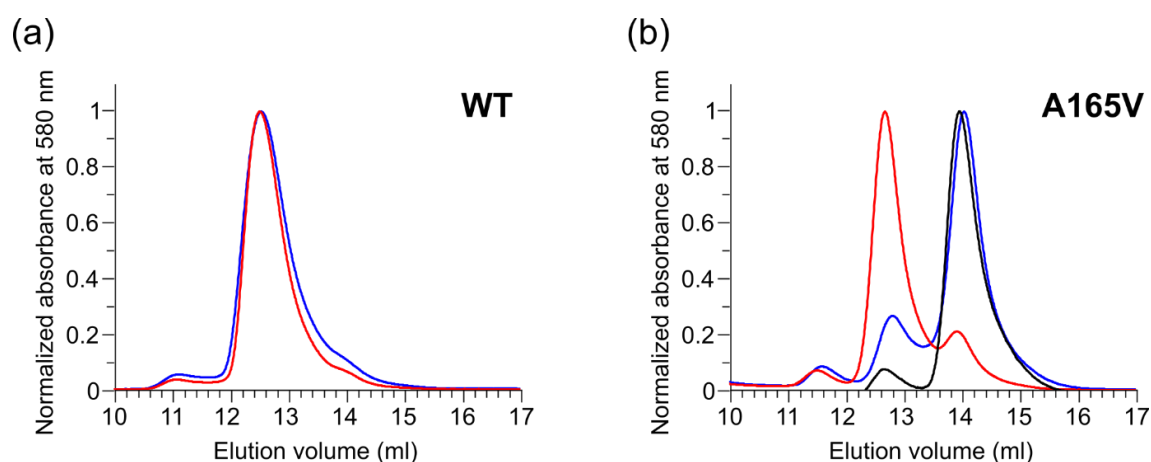 (a)
WT
Normalized absorbance at 580 nm
1
0.8
0.6
0.4
0.2
0
10 11 12 13 14 15 16 17
Elution volume (ml)
(b)
A165V
Normalized absorbance at 580 nm
1
0.8
0.6
0.4
0.2
0
10 11 12 13 14 15 16 17
Elution volume (ml)